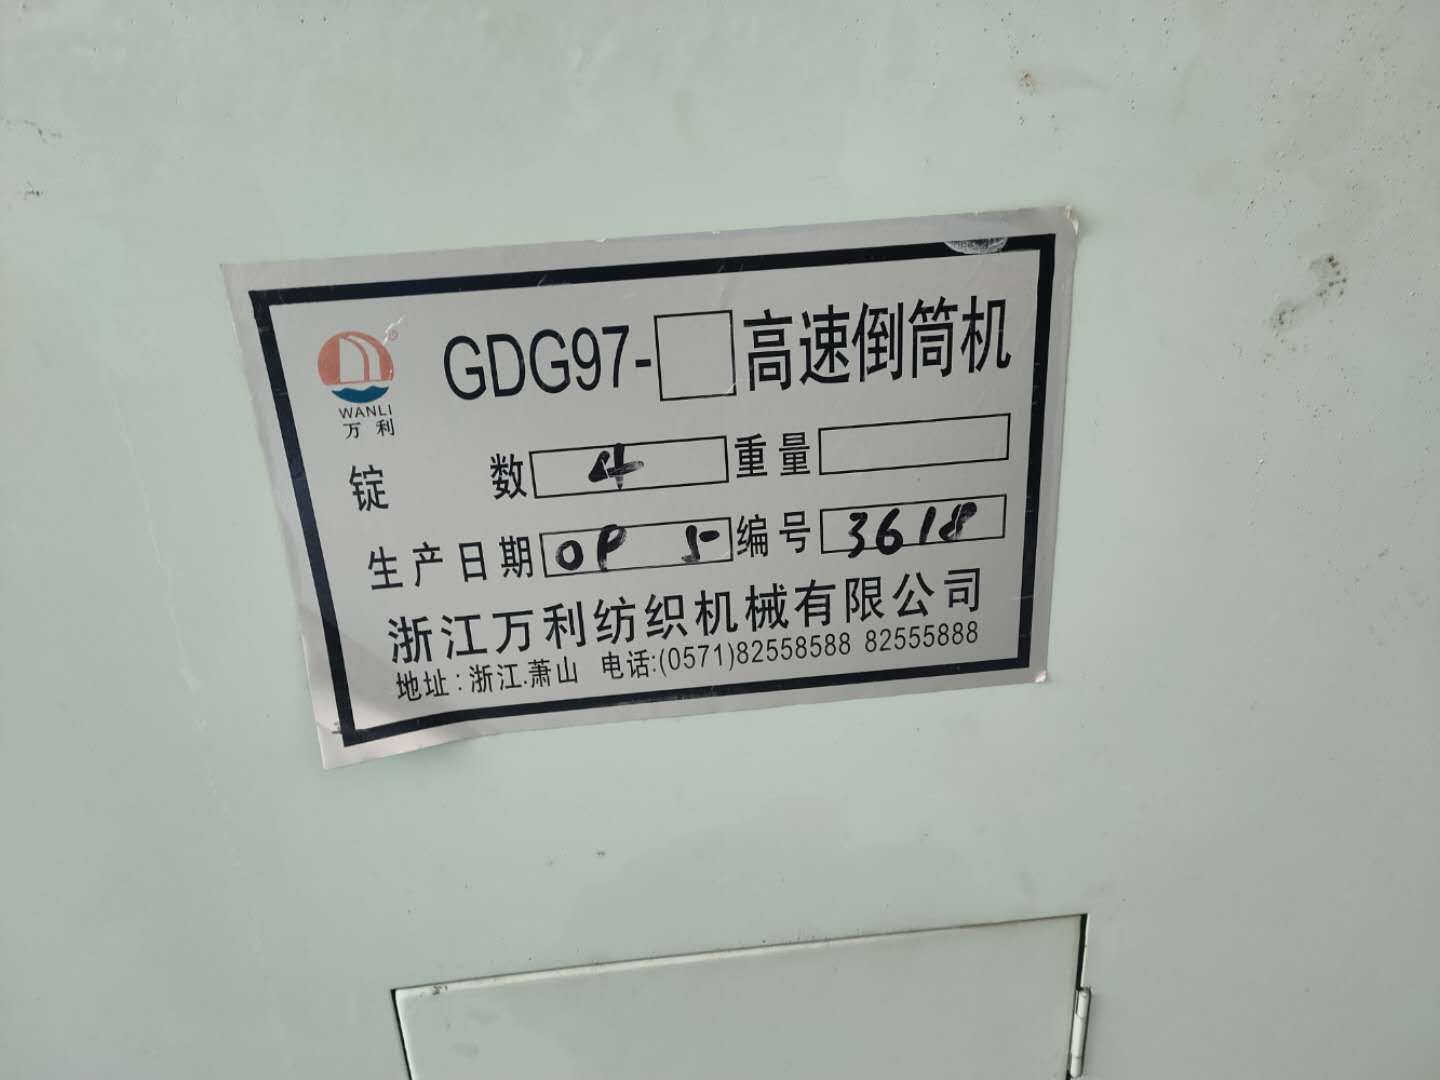 WANLI
万利
GDG97- 高速倒筒机
锭 数 4 重量
生产日期 09 5 编号 3618
浙江万利纺织机械有限公司
地址:浙江.萧山 电话:(0571)82558588 82555888